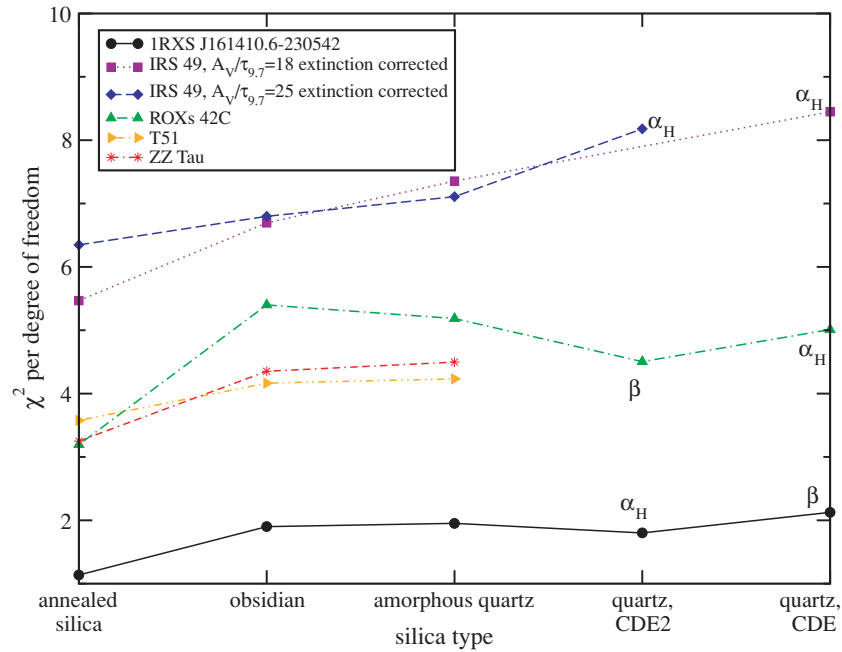 10
8
6
4
2
χ² per degree of freedom
1RXS J161410.6-230542
IRS 49, A_V/τ_9.7=18 extinction corrected
IRS 49, A_V/τ_9.7=25 extinction corrected
ROXs 42C
T51
ZZ Tau
α_H
α_H
α_H
β
α_H
β
annealed silica
obsidian
amorphous quartz
quartz, CDE2
quartz, CDE
silica type